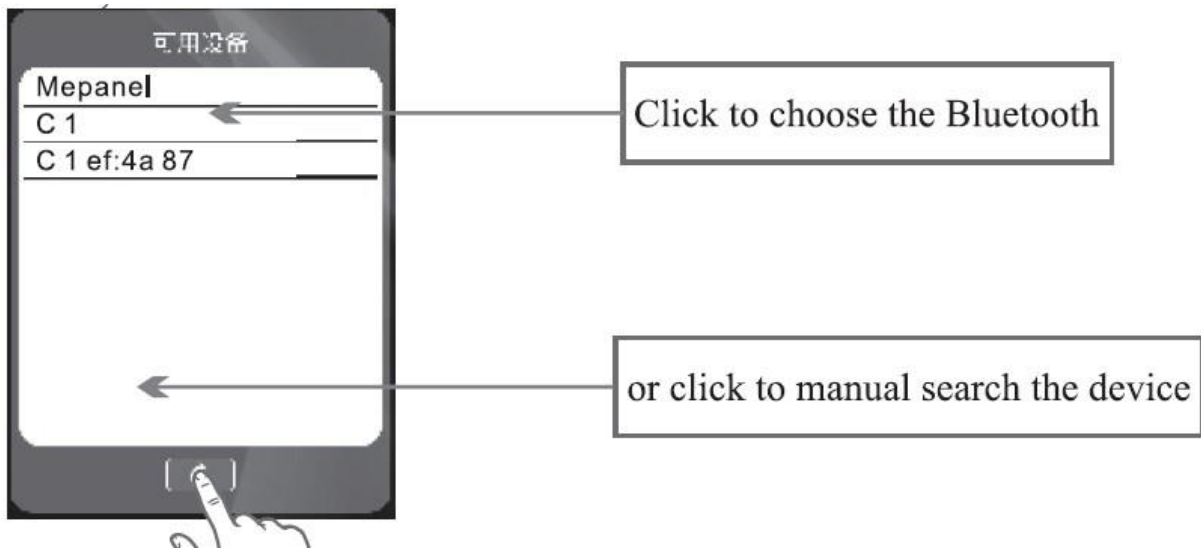 可用设备
Mepanel
C 1
C 1 ef:4a 87
Click to choose the Bluetooth
or click to manual search the device